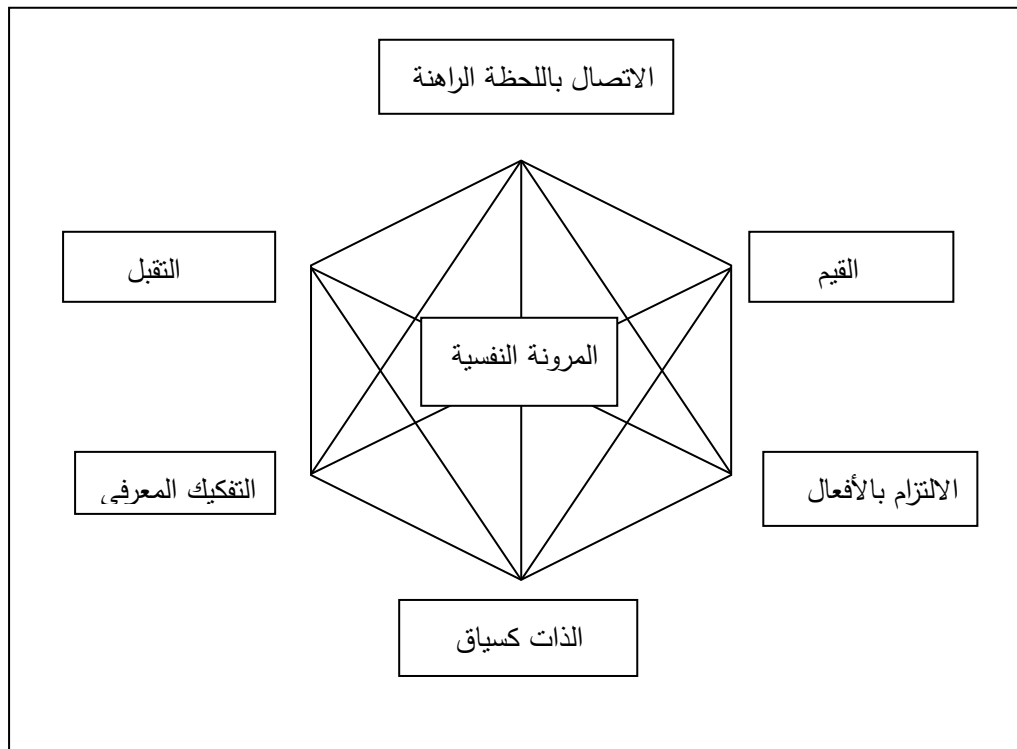 الاتصال باللحظة الراهنة
القيم
التقبل
المرونة النفسية
الالتزام بالأفعال
التفكيك المعرفي
الذات كسياق